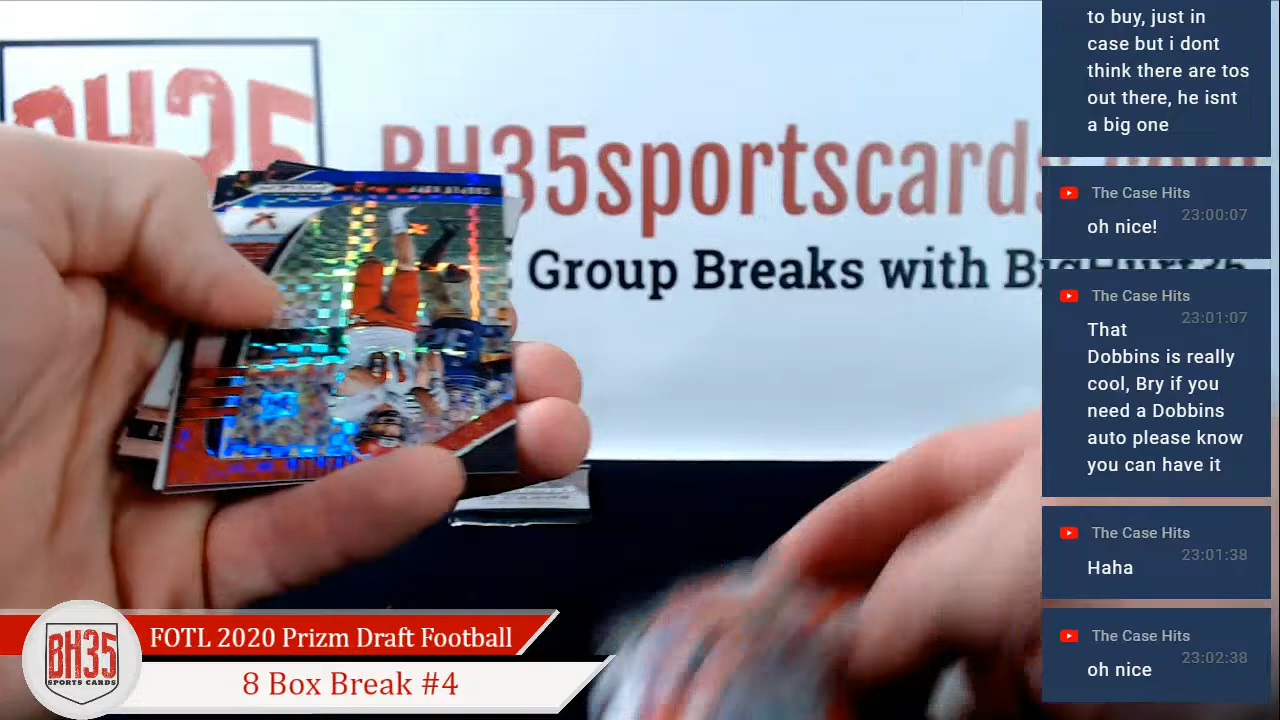 BH35
BH35sportscards.com
Group Breaks with BigHurt35
to buy, just in
case but i dont
think there are tos
out there, he isnt
a big one
The Case Hits
23:00:07
oh nice!
The Case Hits
23:01:07
That
Dobbins is really
cool, Bry if you
need a Dobbins
auto please know
you can have it
The Case Hits
23:01:38
Haha
The Case Hits
23:02:38
oh nice
BH35
SPORTS CARDS
FOTL 2020 Prizm Draft Football
8 Box Break #4